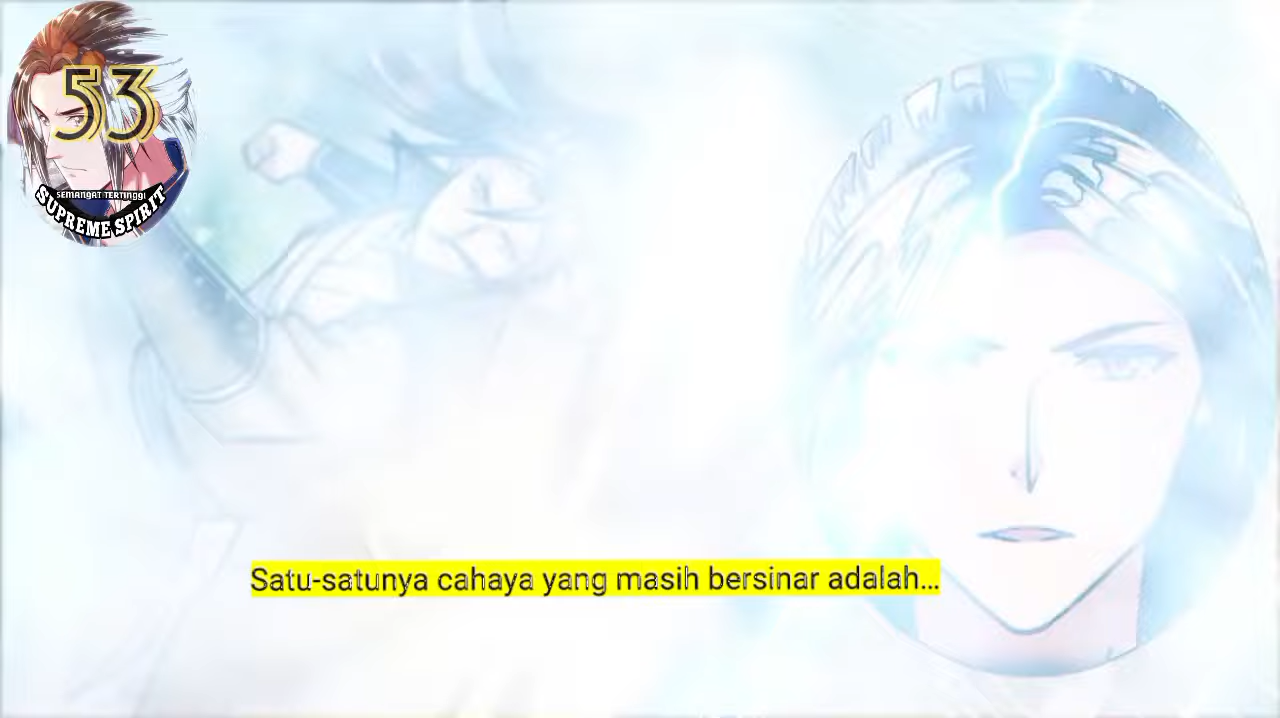 53
SEMANGAT TERTINGGI
SUPREME SPIRIT
Satu-satunya cahaya yang masih bersinar adalah...